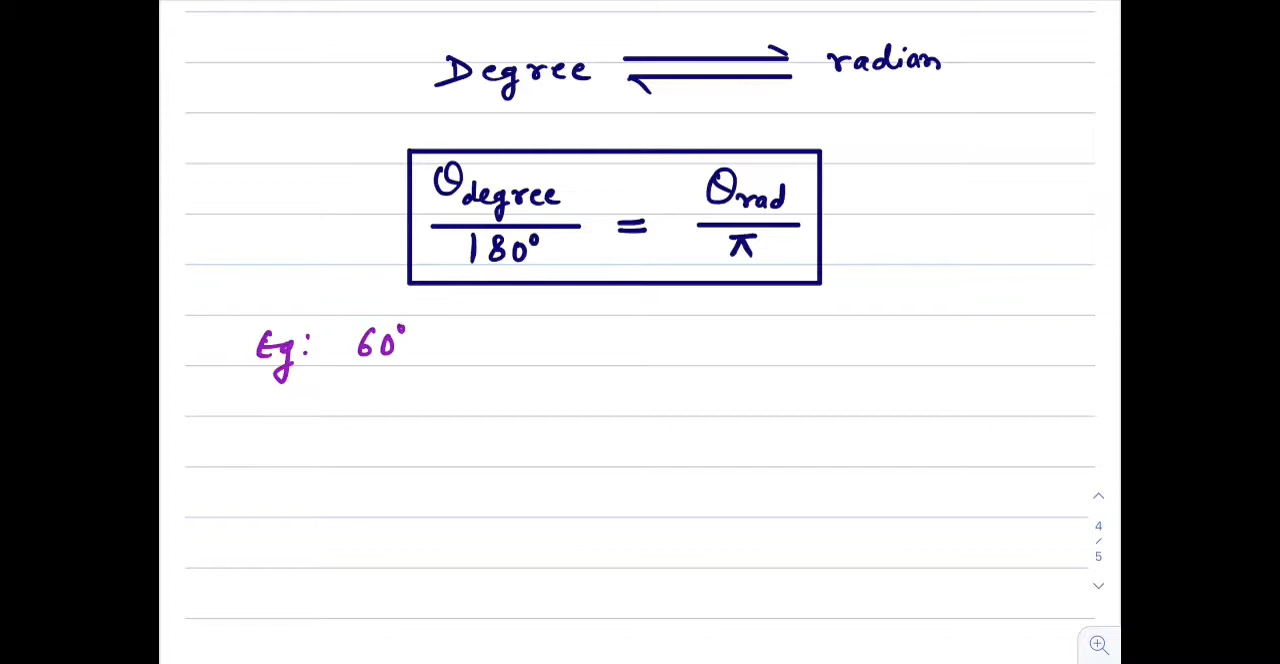 Degree ⇌ radian
θdegree = θrad
180° π
Eg: 60°
4
/
5